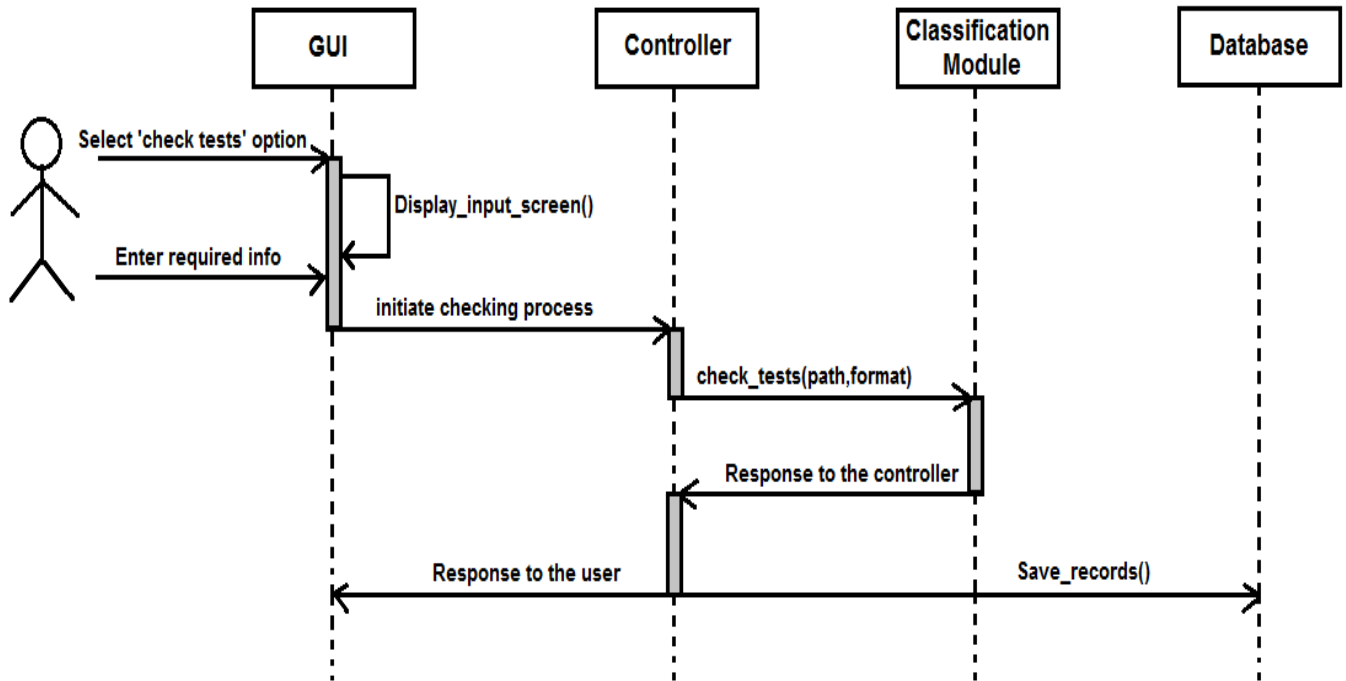 GUI
Controller
Classification
Module
Database
Select 'check tests' option
Display_input_screen()
Enter required info
initiate checking process
check_tests(path,format)
Response to the controller
Response to the user
Save_records()